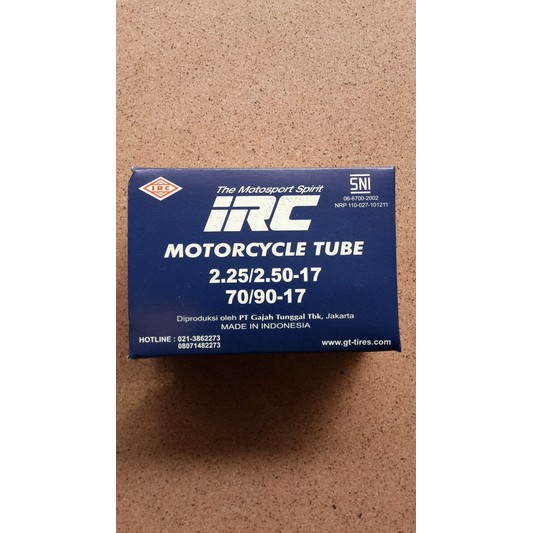 IRC
The Motosport Spirit
SNI
06-6700-2002
NRP 110-027-101211
iRC
MOTORCYCLE TUBE
2.25/2.50-17
70/90-17
Diproduksi oleh PT Gajah Tunggal Tbk, Jakarta
MADE IN INDONESIA
HOTLINE : 021-3862273
08071482273
www.gt-tires.com